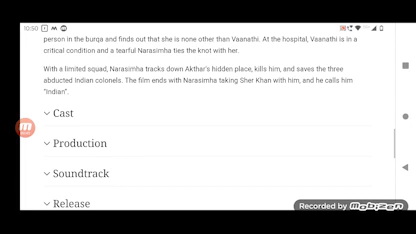 10:50
person in the burqa and finds out that she is none other than Vaanathi. At the hospital, Vaanathi is in a
critical condition and a tearful Narasimha ties the knot with her.
With a limited squad, Narasimha tracks down Akthar's hidden place, kills him, and saves the three
abducted Indian colonels. The film ends with Narasimha taking Sher Khan with him, and he calls him
"Indian".
Cast
Production
Soundtrack
Release
Recorded by MOBIZEN